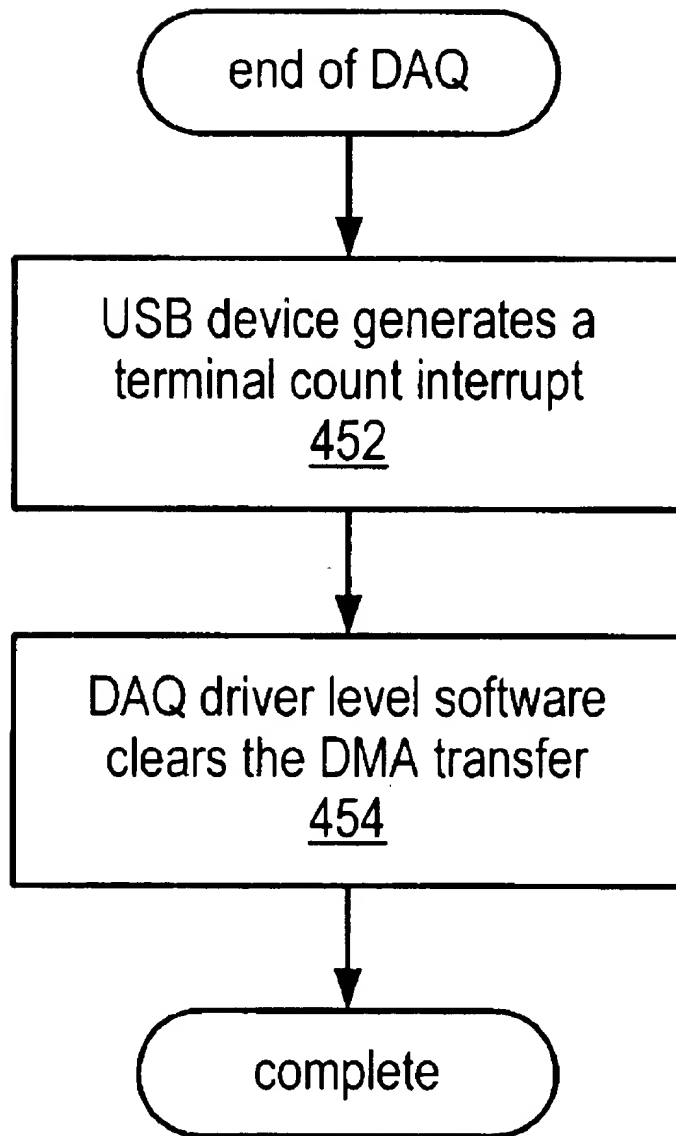 end of DAQ
USB device generates a
terminal count interrupt
452
DAQ driver level software
clears the DMA transfer
454
complete